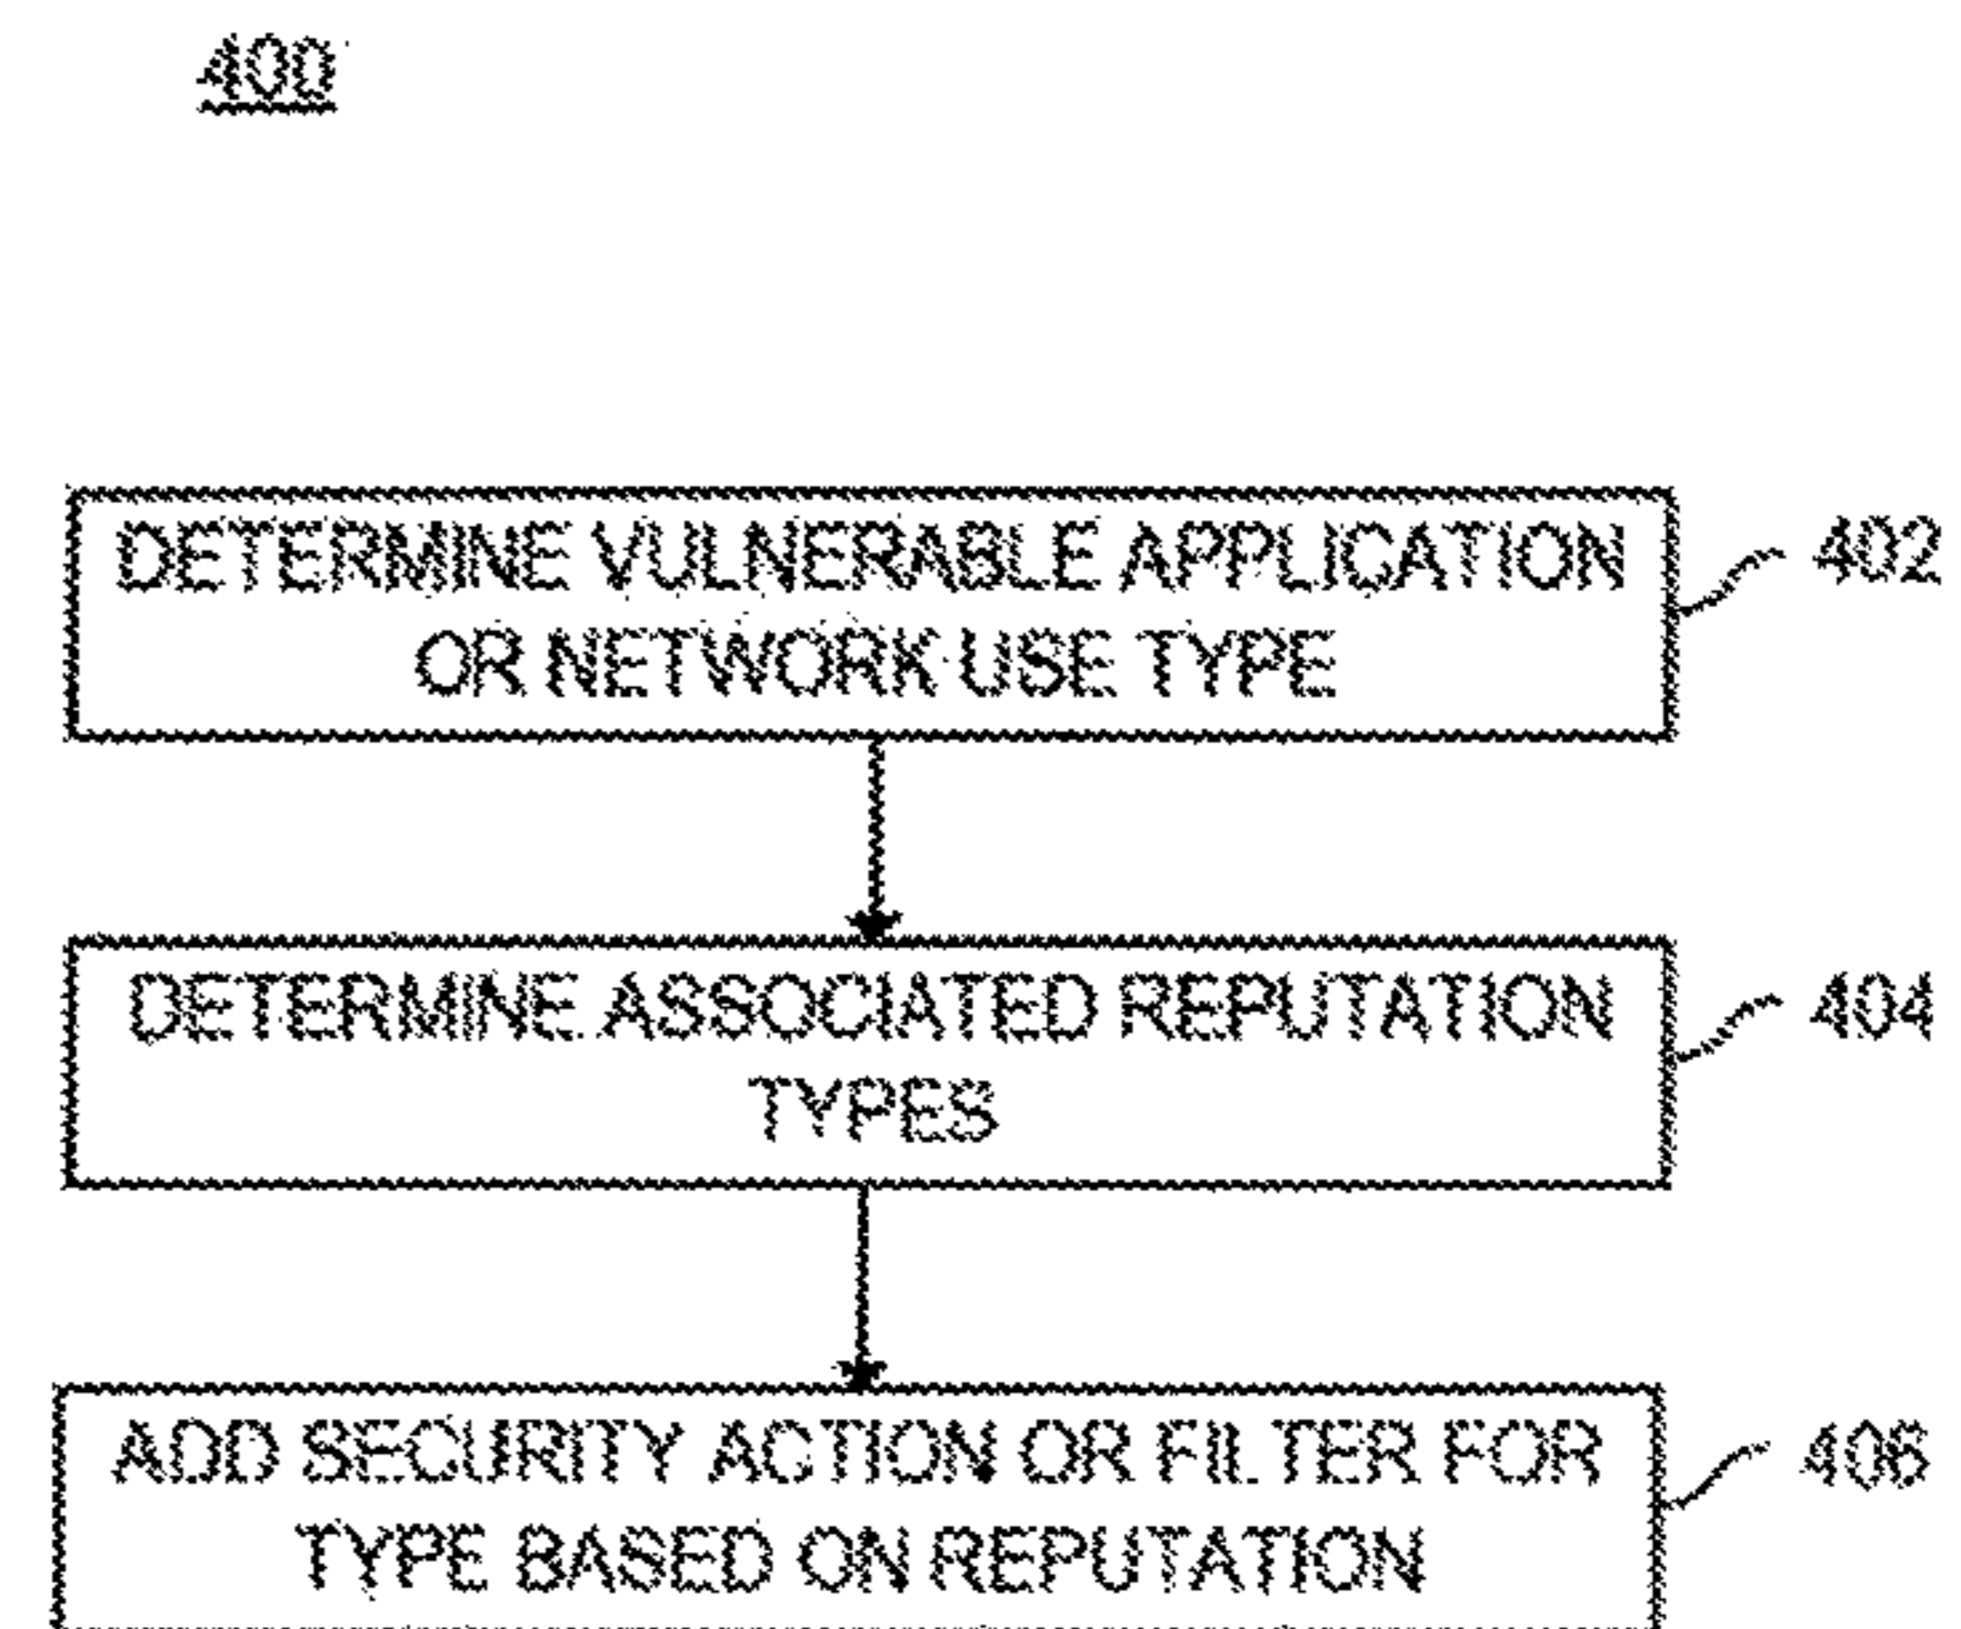 400
DETERMINE VULNERABLE APPLICATION
OR NETWORK USE TYPE
402
DETERMINE ASSOCIATED REPUTATION
TYPES
404
ADD SECURITY ACTION OR FILTER FOR
TYPE BASED ON REPUTATION
406